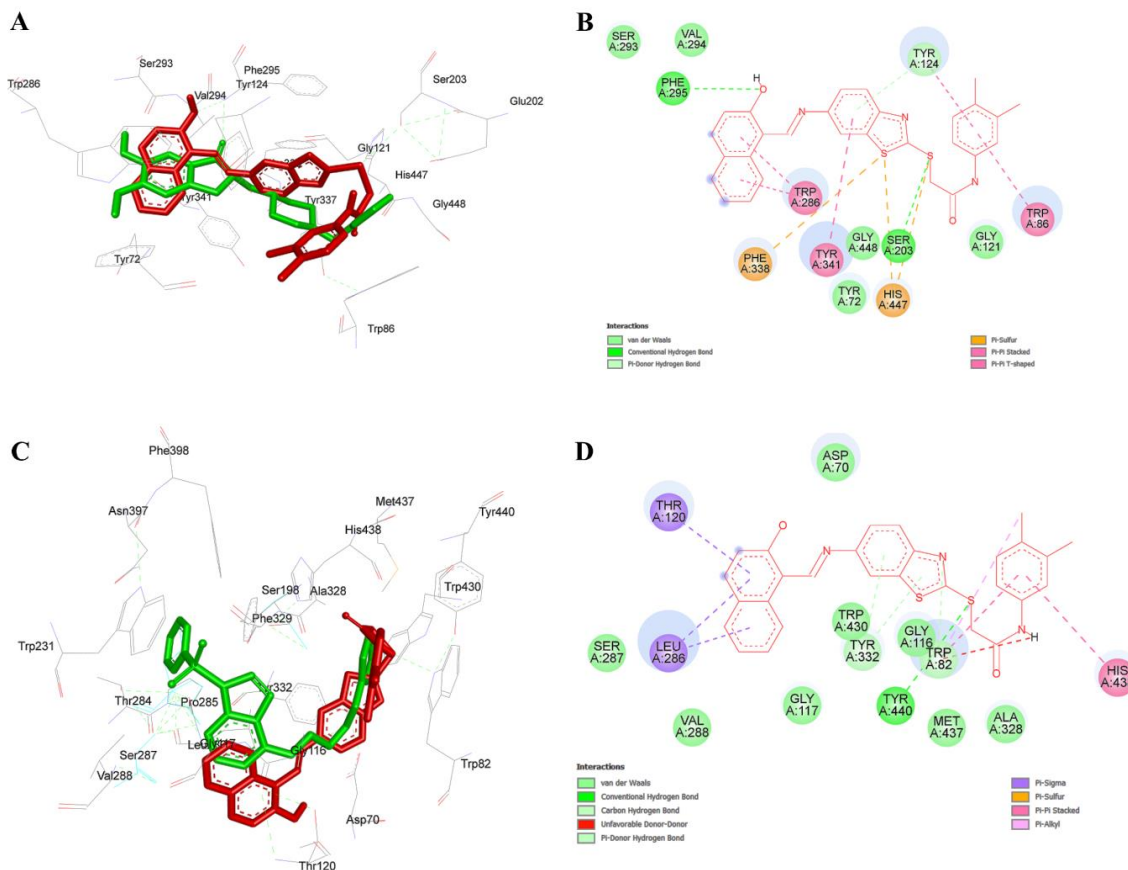 A
Trp286
Ser293
Phe295
Tyr124
Val294
Ser203
Glu202
Gly121
His447
Gly448
Tyr337
Tyr341
Tyr72
Trp86
B
SER
A:293
VAL
A:294
PHE
A:295
TYR
A:124
H
O
N
N
S
S
N
O
TRP
A:286
TRP
A:86
PHE
A:338
TYR
A:341
GLY
A:448
SER
A:203
GLY
A:121
TYR
A:72
HIS
A:447
Interactions
van der Waals
Conventional Hydrogen Bond
Pi-Donor Hydrogen Bond
Pi-Sulfur
Pi-Pi Stacked
Pi-Pi T-shaped
C
Phe398
Asn397
Met437
His438
Tyr440
Ser198
Ala328
Trp430
Phe329
Trp231
Tyr332
Thr284
Pro285
Gly117
Gly116
Ser287
Val288
Trp82
Asp70
Thr120
D
ASP
A:70
THR
A:120
O
N
N
S
S
N
H
O
TRP
A:430
TYR
A:332
GLY
A:116
TRP
A:82
SER
A:287
LEU
A:286
HIS
VAL
A:288
GLY
A:117
TYR
A:440
MET
A:437
ALA
A:328
Interactions
van der Waals
Conventional Hydrogen Bond
Carbon Hydrogen Bond
Unfavorable Donor-Donor
Pi-Donor Hydrogen Bond
Pi-Sigma
Pi-Sulfur
Pi-Pi Stacked
Pi-Alkyl